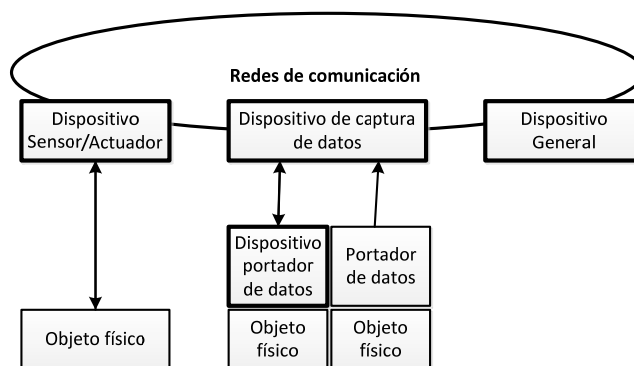 Redes de comunicación
Dispositivo
Sensor/Actuador
Dispositivo de captura
de datos
Dispositivo
General
Dispositivo
portador
de datos
Portador
de datos
Objeto físico
Objeto
físico
Objeto
físico